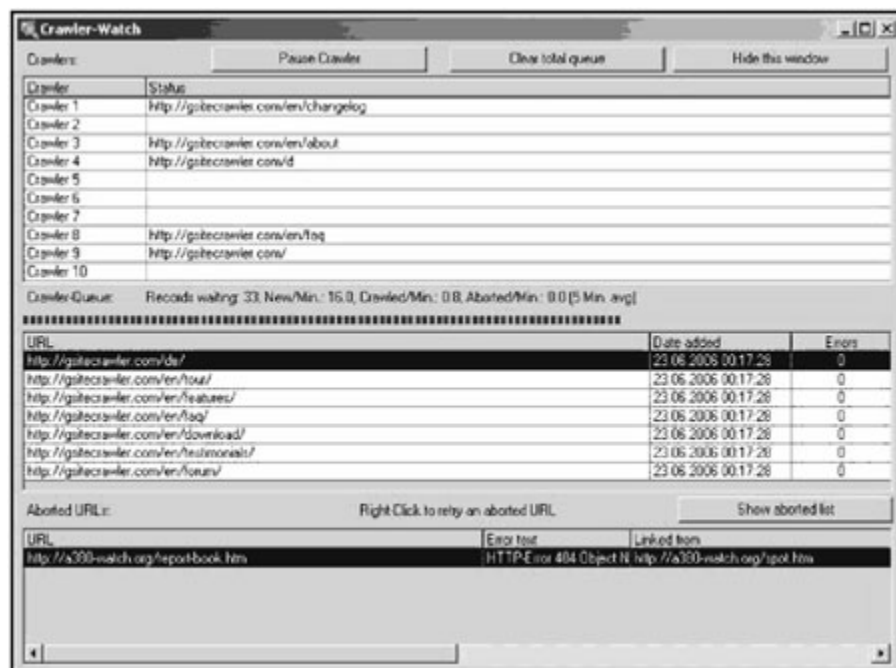 Crawler-Watch
Crawlers: Pause Crawler Clear total queue Hide this window
Crawler Status
Crawler 1 http://gsitecrawler.com/en/changelog
Crawler 2
Crawler 3 http://gsitecrawler.com/en/about
Crawler 4 http://gsitecrawler.com/d
Crawler 5
Crawler 6
Crawler 7
Crawler 8 http://gsitecrawler.com/en/faq
Crawler 9 http://gsitecrawler.com/
Crawler 10
Crawler-Queue: Records waiting: 33, New/Min.: 16.0, Crawled/Min.: 0.8, Aborted/Min.: 0.0 (5 Min. avg)
URL Date added Errors
http://gsitecrawler.com/de/ 23.06.2006 00:17:28 0
http://gsitecrawler.com/en/tour/ 23.06.2006 00:17:28 0
http://gsitecrawler.com/en/features/ 23.06.2006 00:17:28 0
http://gsitecrawler.com/en/faq/ 23.06.2006 00:17:28 0
http://gsitecrawler.com/en/download/ 23.06.2006 00:17:28 0
http://gsitecrawler.com/en/testimonials/ 23.06.2006 00:17:28 0
http://gsitecrawler.com/en/forum/ 23.06.2006 00:17:28 0
Aborted URLs: Right-Click to retry an aborted URL Show aborted list
URL Error text Linked from
http://a380-watch.org/report-book.htm HTTP-Error 404 Object N http://a380-watch.org/spot.htm